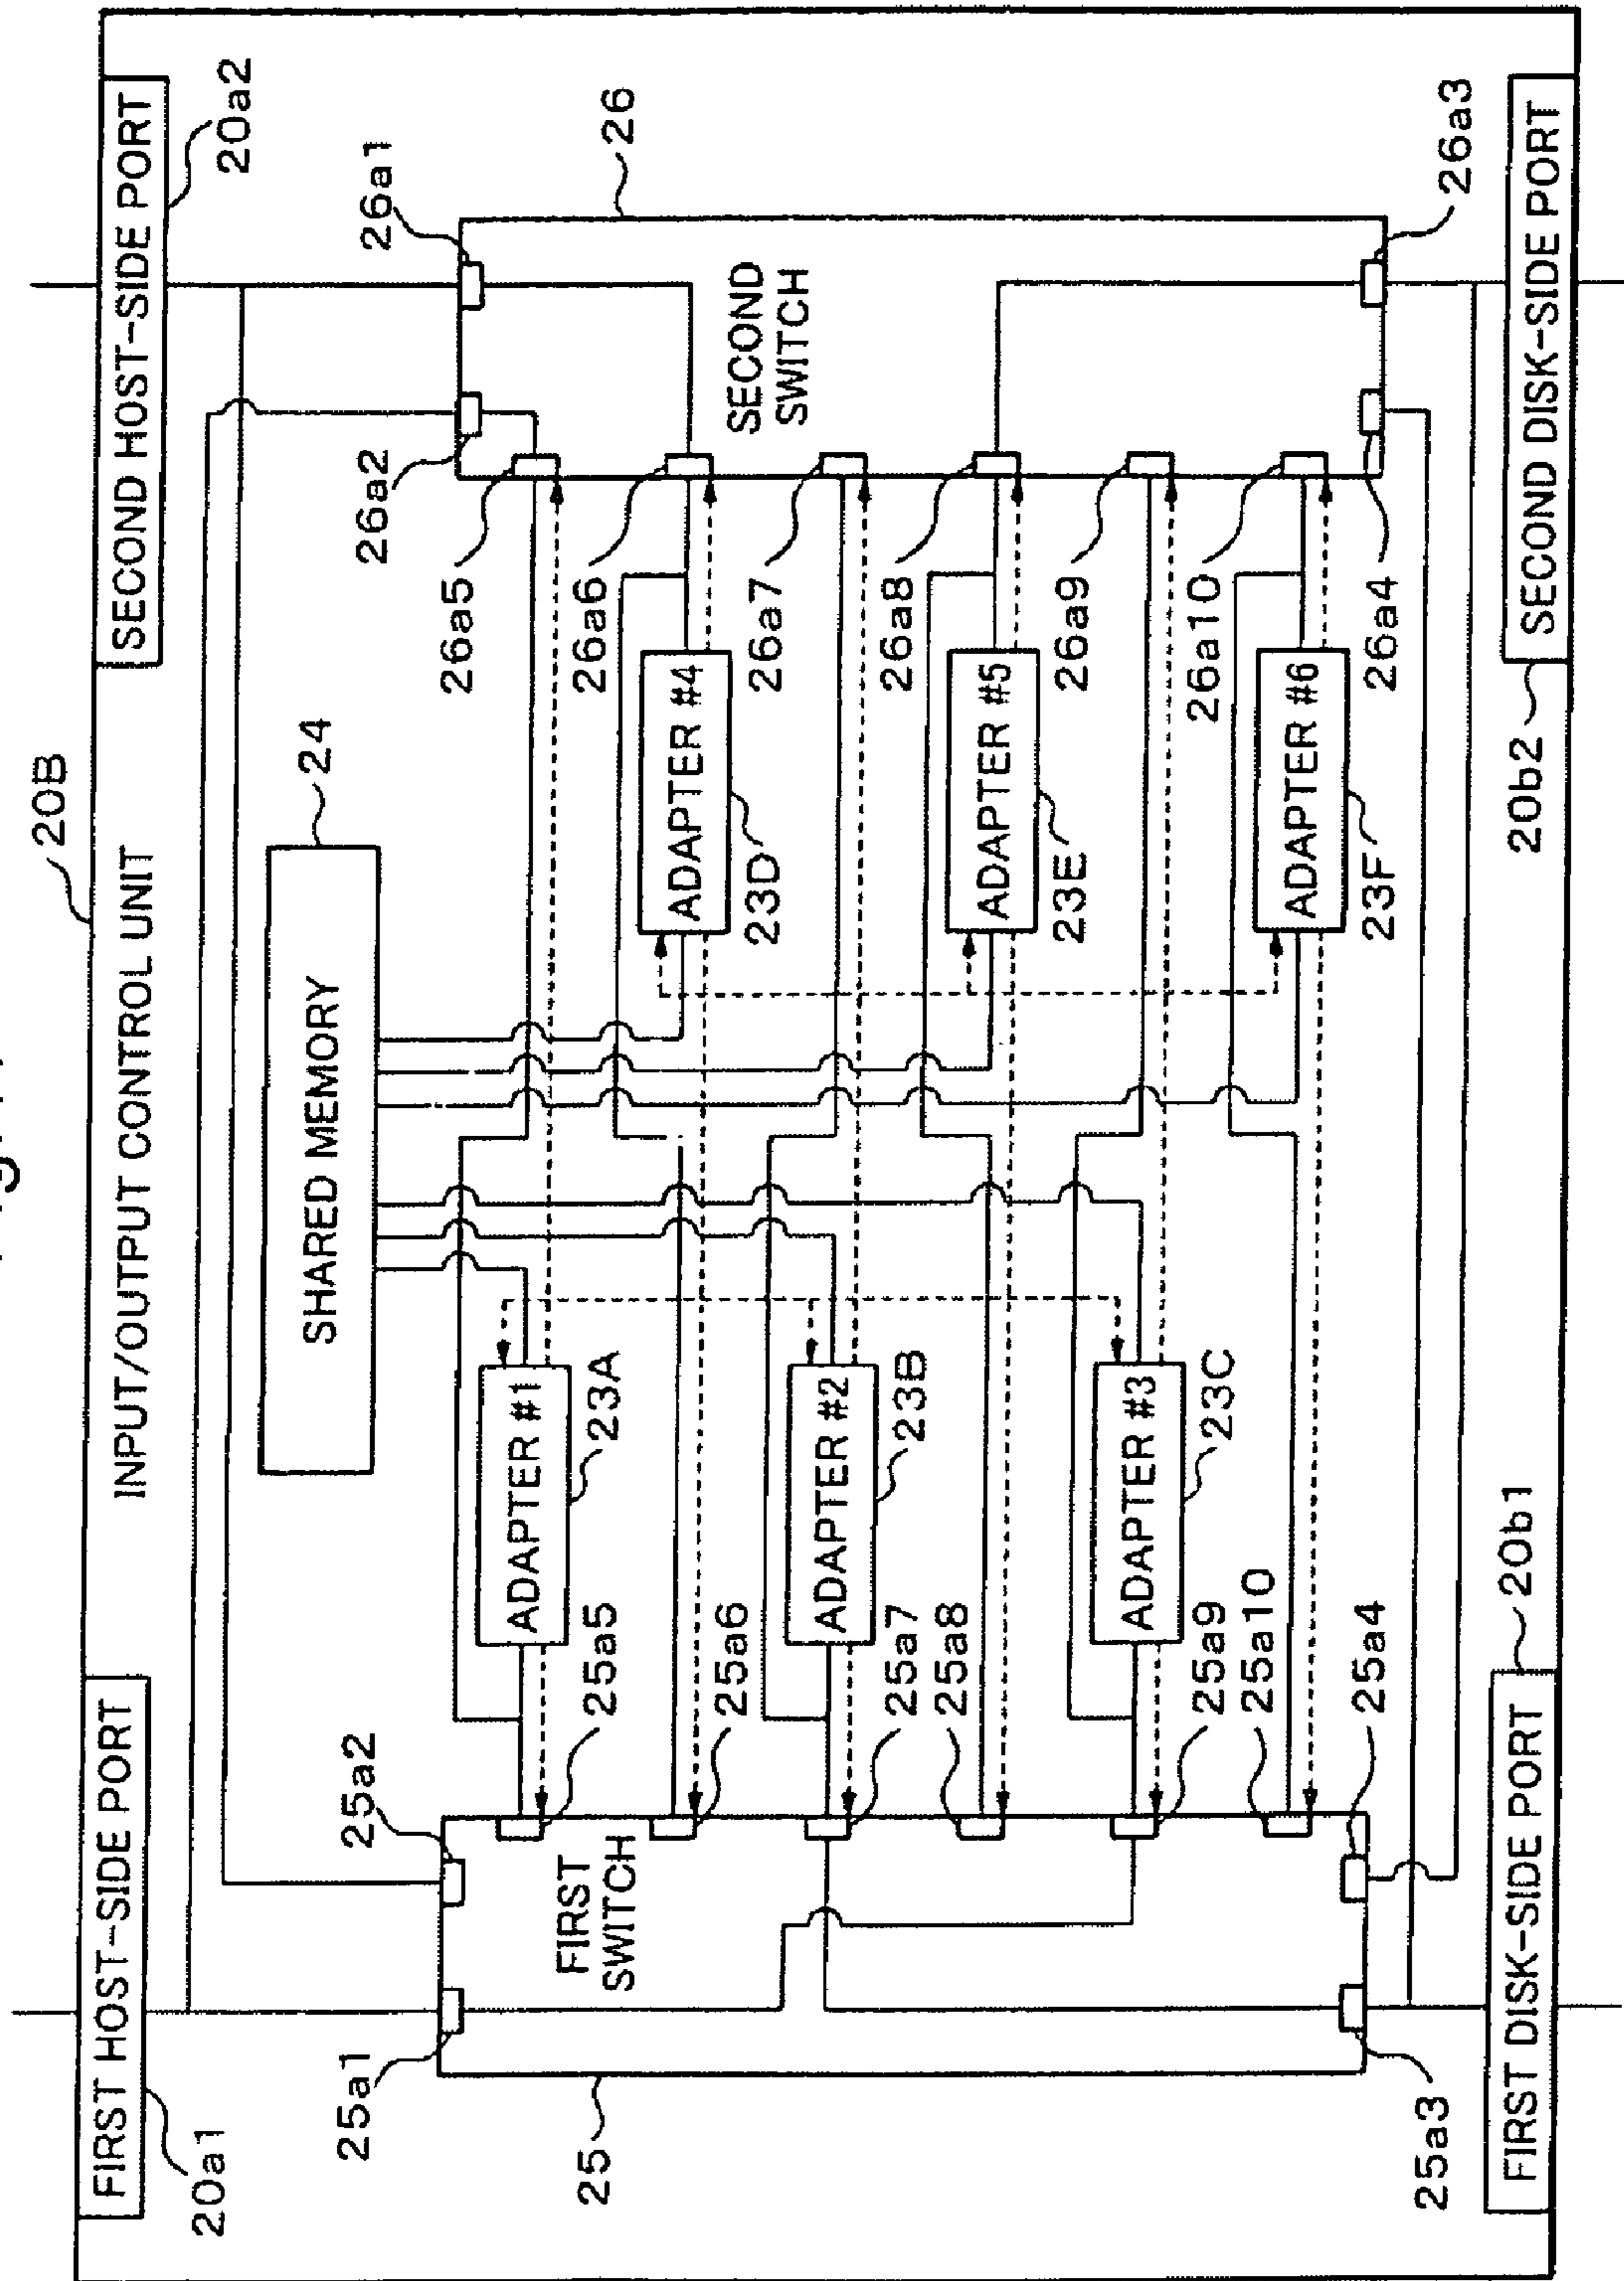 20B
INPUT/OUTPUT CONTROL UNIT
FIRST HOST-SIDE PORT
20a1
SECOND HOST-SIDE PORT
20a2
SHARED MEMORY
24
25a1
25a2
26a2
26a1
25
FIRST
SWITCH
26
SECOND
SWITCH
25a5
25a6
25a7
25a8
25a9
25a10
25a3
25a4
ADAPTER #1
23A
ADAPTER #2
23B
ADAPTER #3
23C
ADAPTER #4
23D
ADAPTER #5
23E
ADAPTER #6
23F
26a5
26a6
26a7
26a8
26a9
26a10
26a4
26a3
FIRST DISK-SIDE PORT
20b1
SECOND DISK-SIDE PORT
20b2